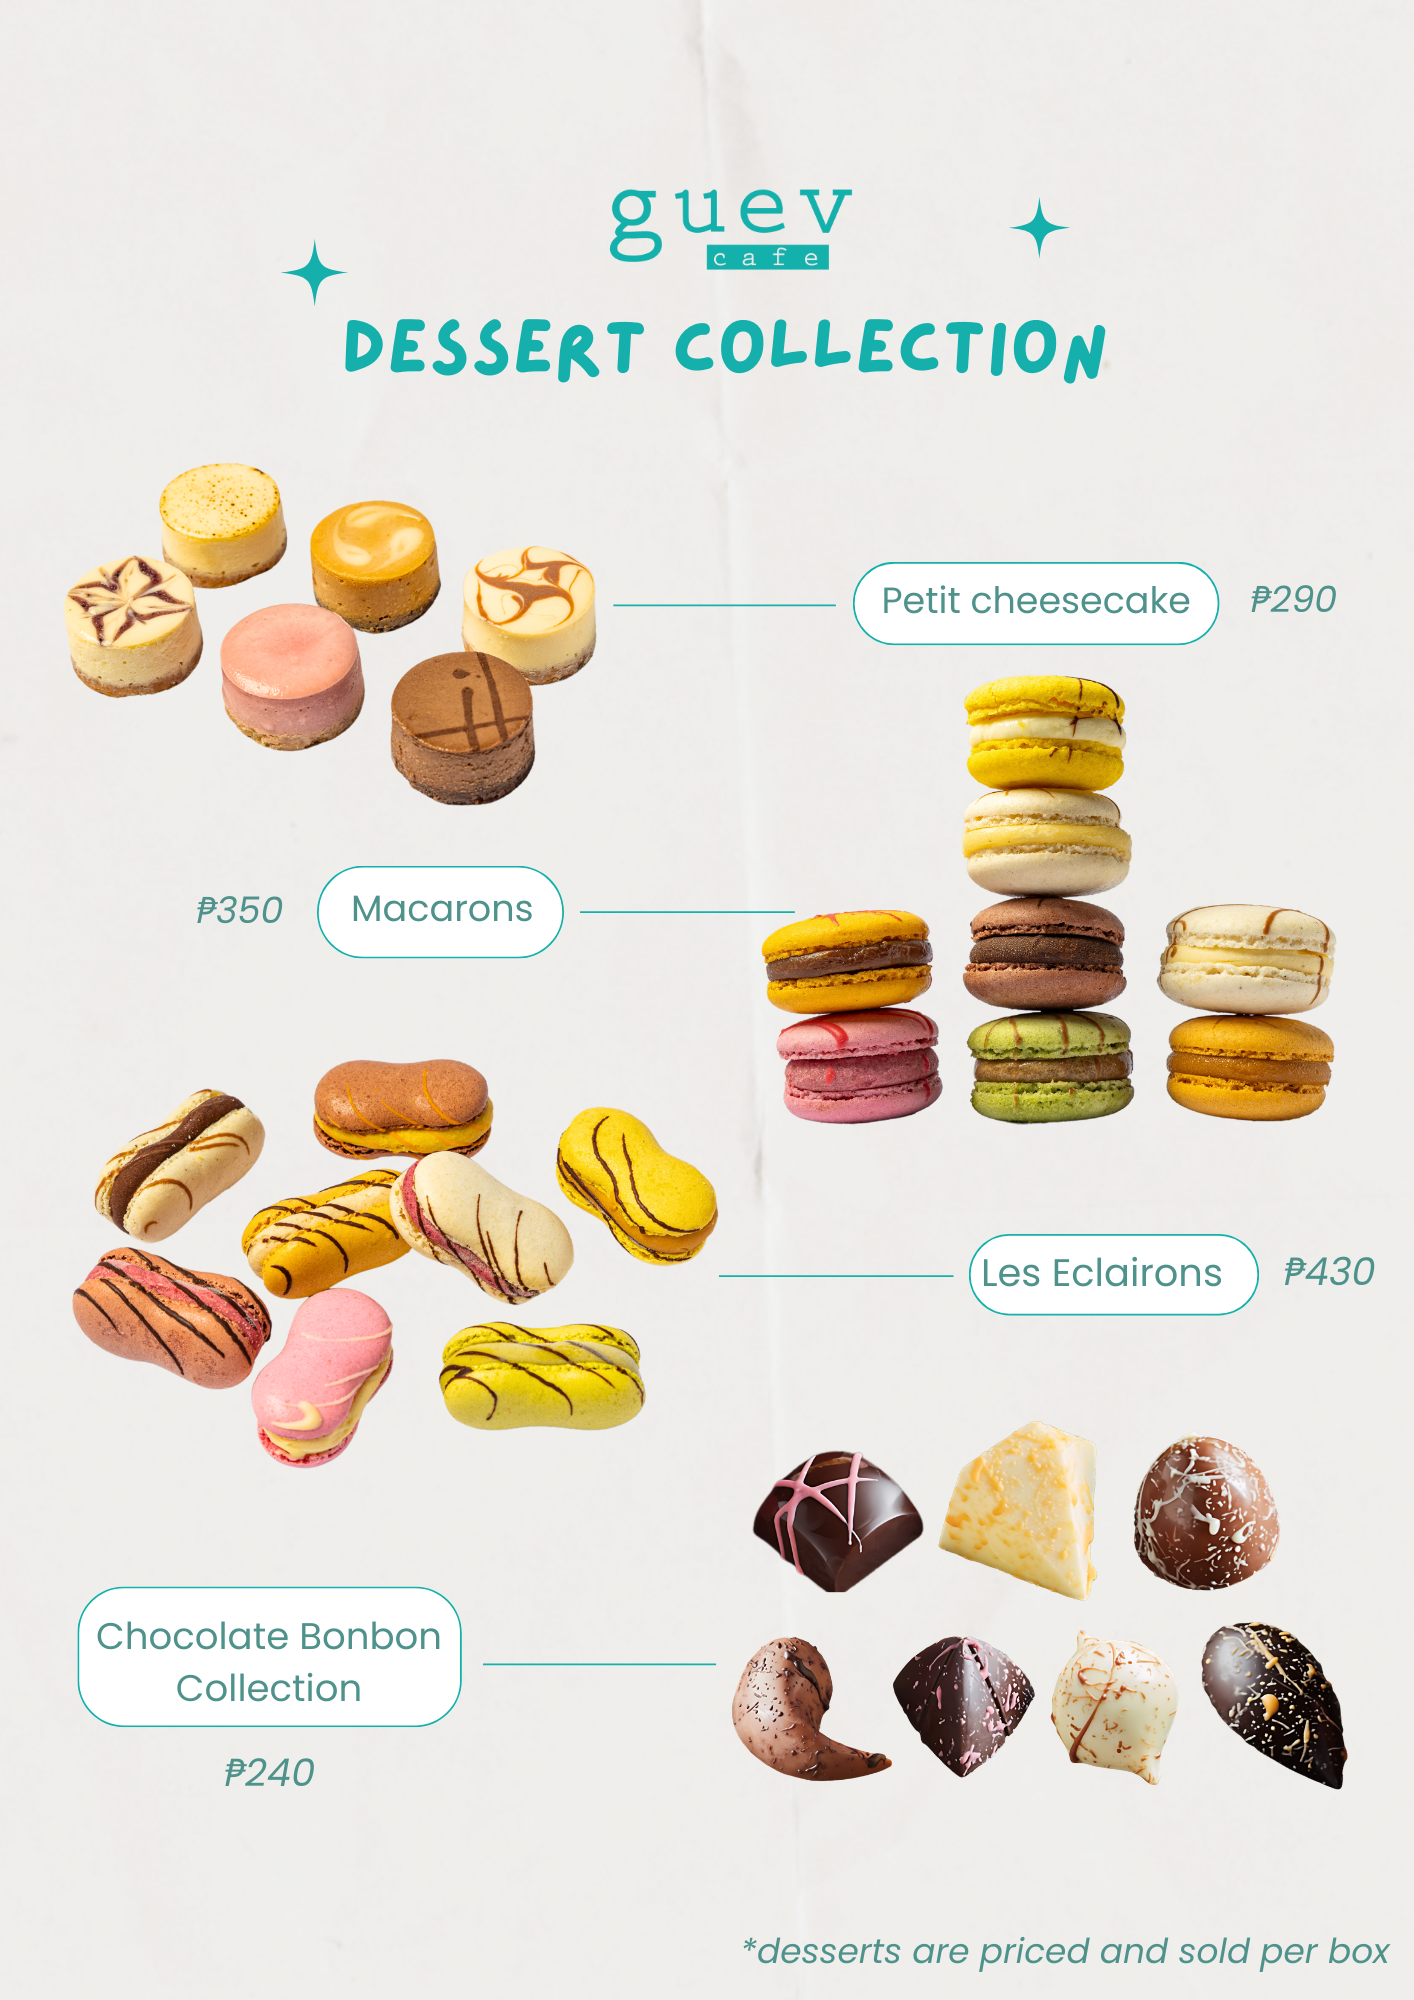 guev
cafe
DESSERT COLLECTION
Petit cheesecake ₱290
₱350 Macarons
Les Eclairons ₱430
Chocolate Bonbon
Collection
₱240
*desserts are priced and sold per box